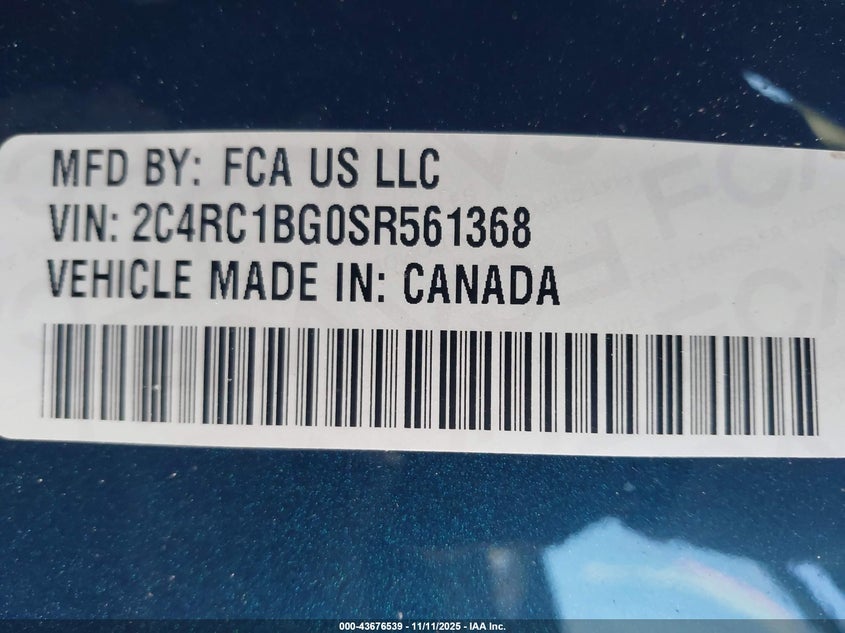 MFD BY: FCA US LLC
VIN: 2C4RC1BG0SR561368
VEHICLE MADE IN: CANADA
000-43676539 - 11/11/2025 - IAA Inc.